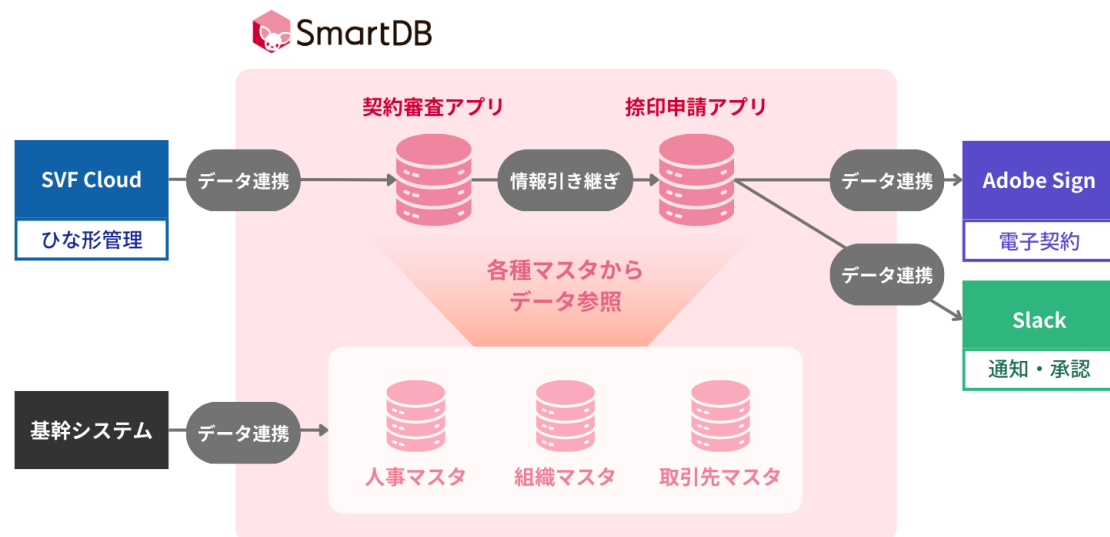 SmartDB
契約審査アプリ
捺印申請アプリ
SVF Cloud
ひな形管理
データ連携
情報引き継ぎ
データ連携
Adobe Sign
電子契約
データ連携
Slack
通知・承認
各種マスタから
データ参照
基幹システム
データ連携
人事マスタ
組織マスタ
取引先マスタ